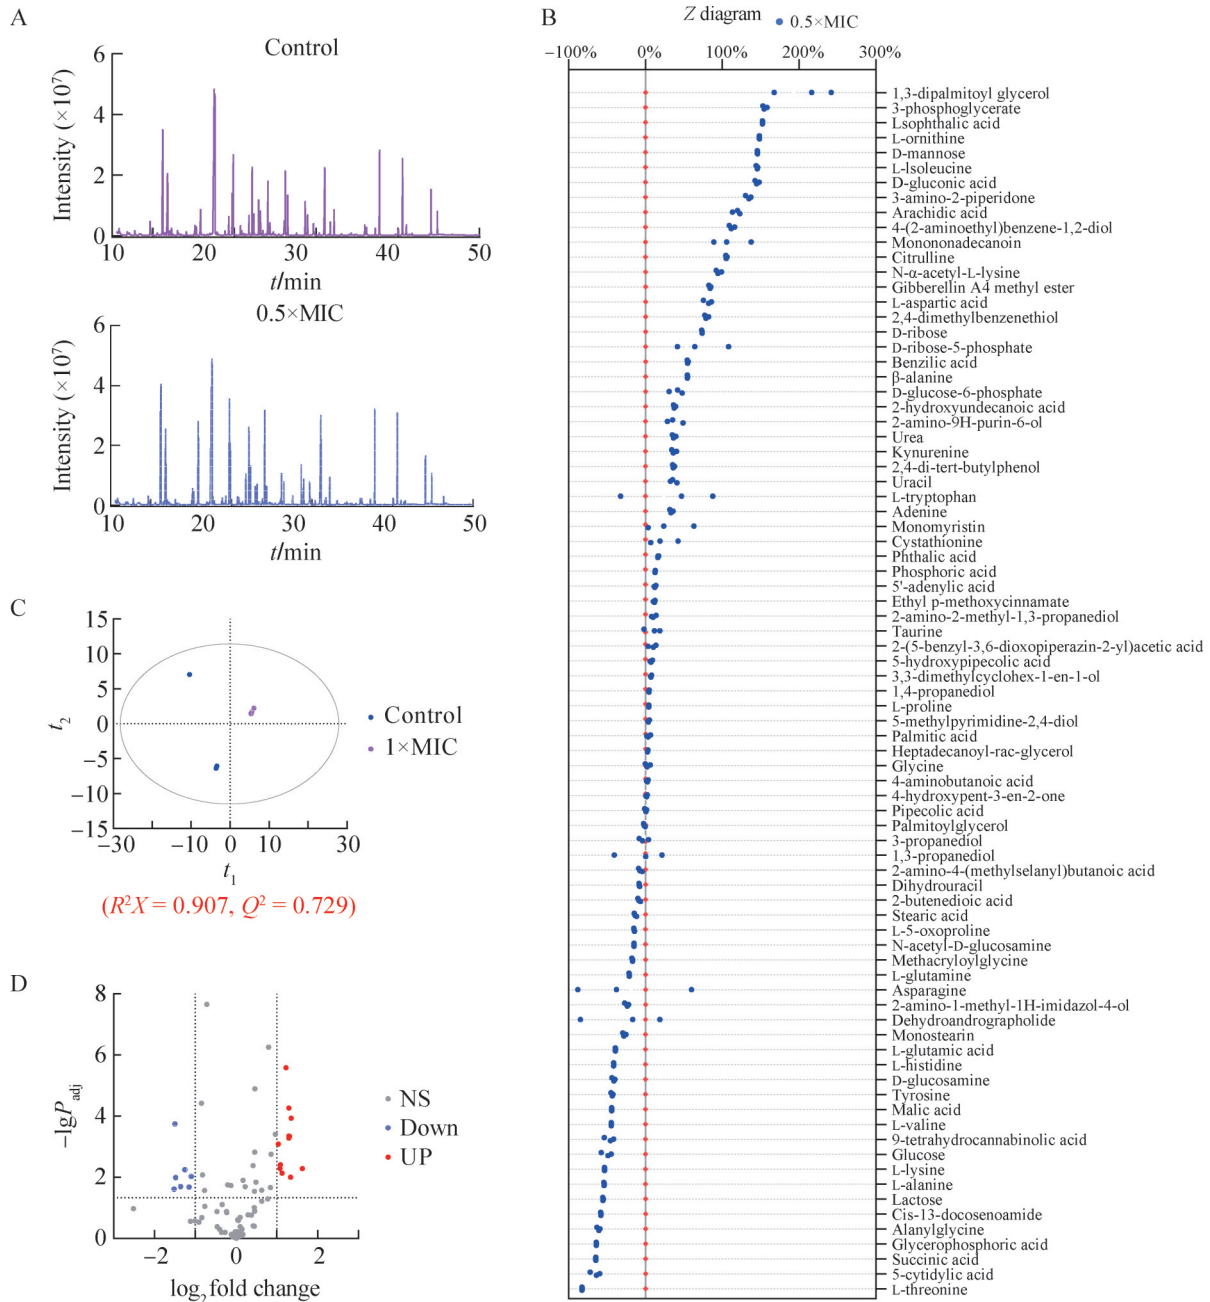 A
Control
Intensity (×10⁷)
6
4
2
0
10
20
30
40
50
t/min
0.5×MIC
Intensity (×10⁷)
6
4
2
0
10
20
30
40
50
t/min
B
Z diagram
0.5×MIC
−100%
0%
100%
200%
300%
1,3-dipalmitoyl glycerol
3-phosphoglycerate
Lsophthalic acid
L-ornithine
D-mannose
L-lsoleucine
D-gluconic acid
3-amino-2-piperidone
Arachidic acid
4-(2-aminoethyl)benzene-1,2-diol
Monononadecanoin
Citrulline
N-α-acetyl-L-lysine
Gibberellin A4 methyl ester
L-aspartic acid
2,4-dimethylbenzenethiol
D-ribose
D-ribose-5-phosphate
Benzilic acid
β-alanine
D-glucose-6-phosphate
2-hydroxyundecanoic acid
2-amino-9H-purin-6-ol
Urea
Kynurenine
2,4-di-tert-butylphenol
Uracil
L-tryptophan
Adenine
Monomyristin
Cystathionine
Phthalic acid
Phosphoric acid
5'-adenylic acid
Ethyl p-methoxycinnamate
2-amino-2-methyl-1,3-propanediol
Taurine
2-(5-benzyl-3,6-dioxopiperazin-2-yl)acetic acid
5-hydroxypipecolic acid
3,3-dimethylcyclohex-1-en-1-ol
1,4-propanediol
L-proline
5-methylpyrimidine-2,4-diol
Palmitic acid
Heptadecanoyl-rac-glycerol
Glycine
4-aminobutanoic acid
4-hydroxypent-3-en-2-one
Pipecolic acid
Palmitoylglycerol
3-propanediol
1,3-propanediol
2-amino-4-(methylselanyl)butanoic acid
Dihydrouracil
2-butenedioic acid
Stearic acid
L-5-oxoproline
N-acetyl-D-glucosamine
Methacryloylglycine
L-glutamine
Asparagine
2-amino-1-methyl-1H-imidazol-4-ol
Dehydroandrographolide
Monostearin
L-glutamic acid
L-histidine
D-glucosamine
Tyrosine
Malic acid
L-valine
9-tetrahydrocannabinolic acid
Glucose
L-lysine
L-alanine
Lactose
Cis-13-docosenoamide
Alanylglycine
Glycerophosphoric acid
Succinic acid
5-cytidylic acid
L-threonine
C
t₂
15
10
5
0
−5
−10
−15
−30
−10
0
10
30
t₁
Control
1×MIC
(R²X = 0.907, Q² = 0.729)
D
−lgPadj
8
6
4
2
0
−2
0
2
log₂fold change
NS
Down
UP